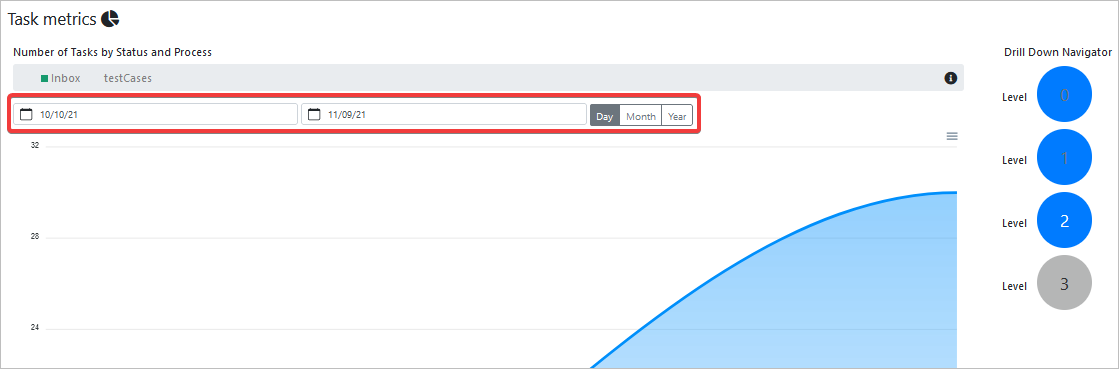 Task metrics
Number of Tasks by Status and Process
Drill Down Navigator
Inbox testCases
Level 0
10/10/21 11/09/21 Day Month Year
32
Level 1
Level 2
28
Level 3
24